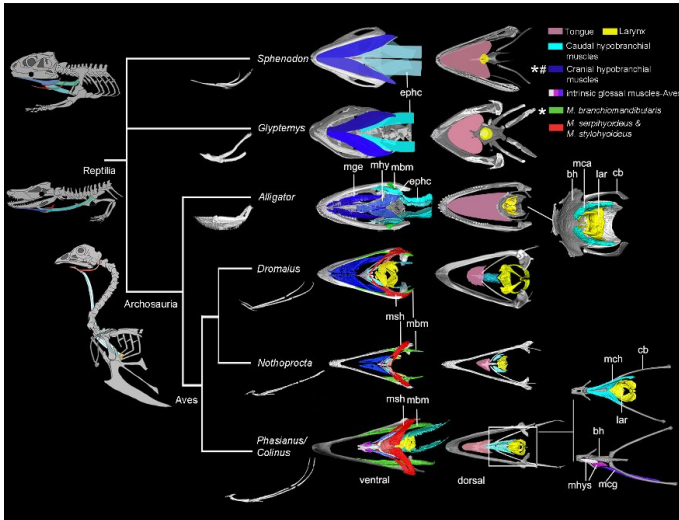 Tongue
Larynx
Caudal hypobranchial
muscles
*#
Cranial hypobranchial
muscles
intrinsic glossal muscles-Aves
*
M. branchiomandibularis
M. serpihyoideus &
M. stylohyoideus
Sphenodon
ephc
Glyptemys
Reptilia
mge
mhy
mbm
ephc
Alligator
bh
mca
lar
cb
Dromaius
Archosauria
msh
mbm
Nothoprocta
Aves
mch
cb
lar
msh
mbm
Phasianus/
Colinus
bh
ventral
dorsal
mhys
mcg